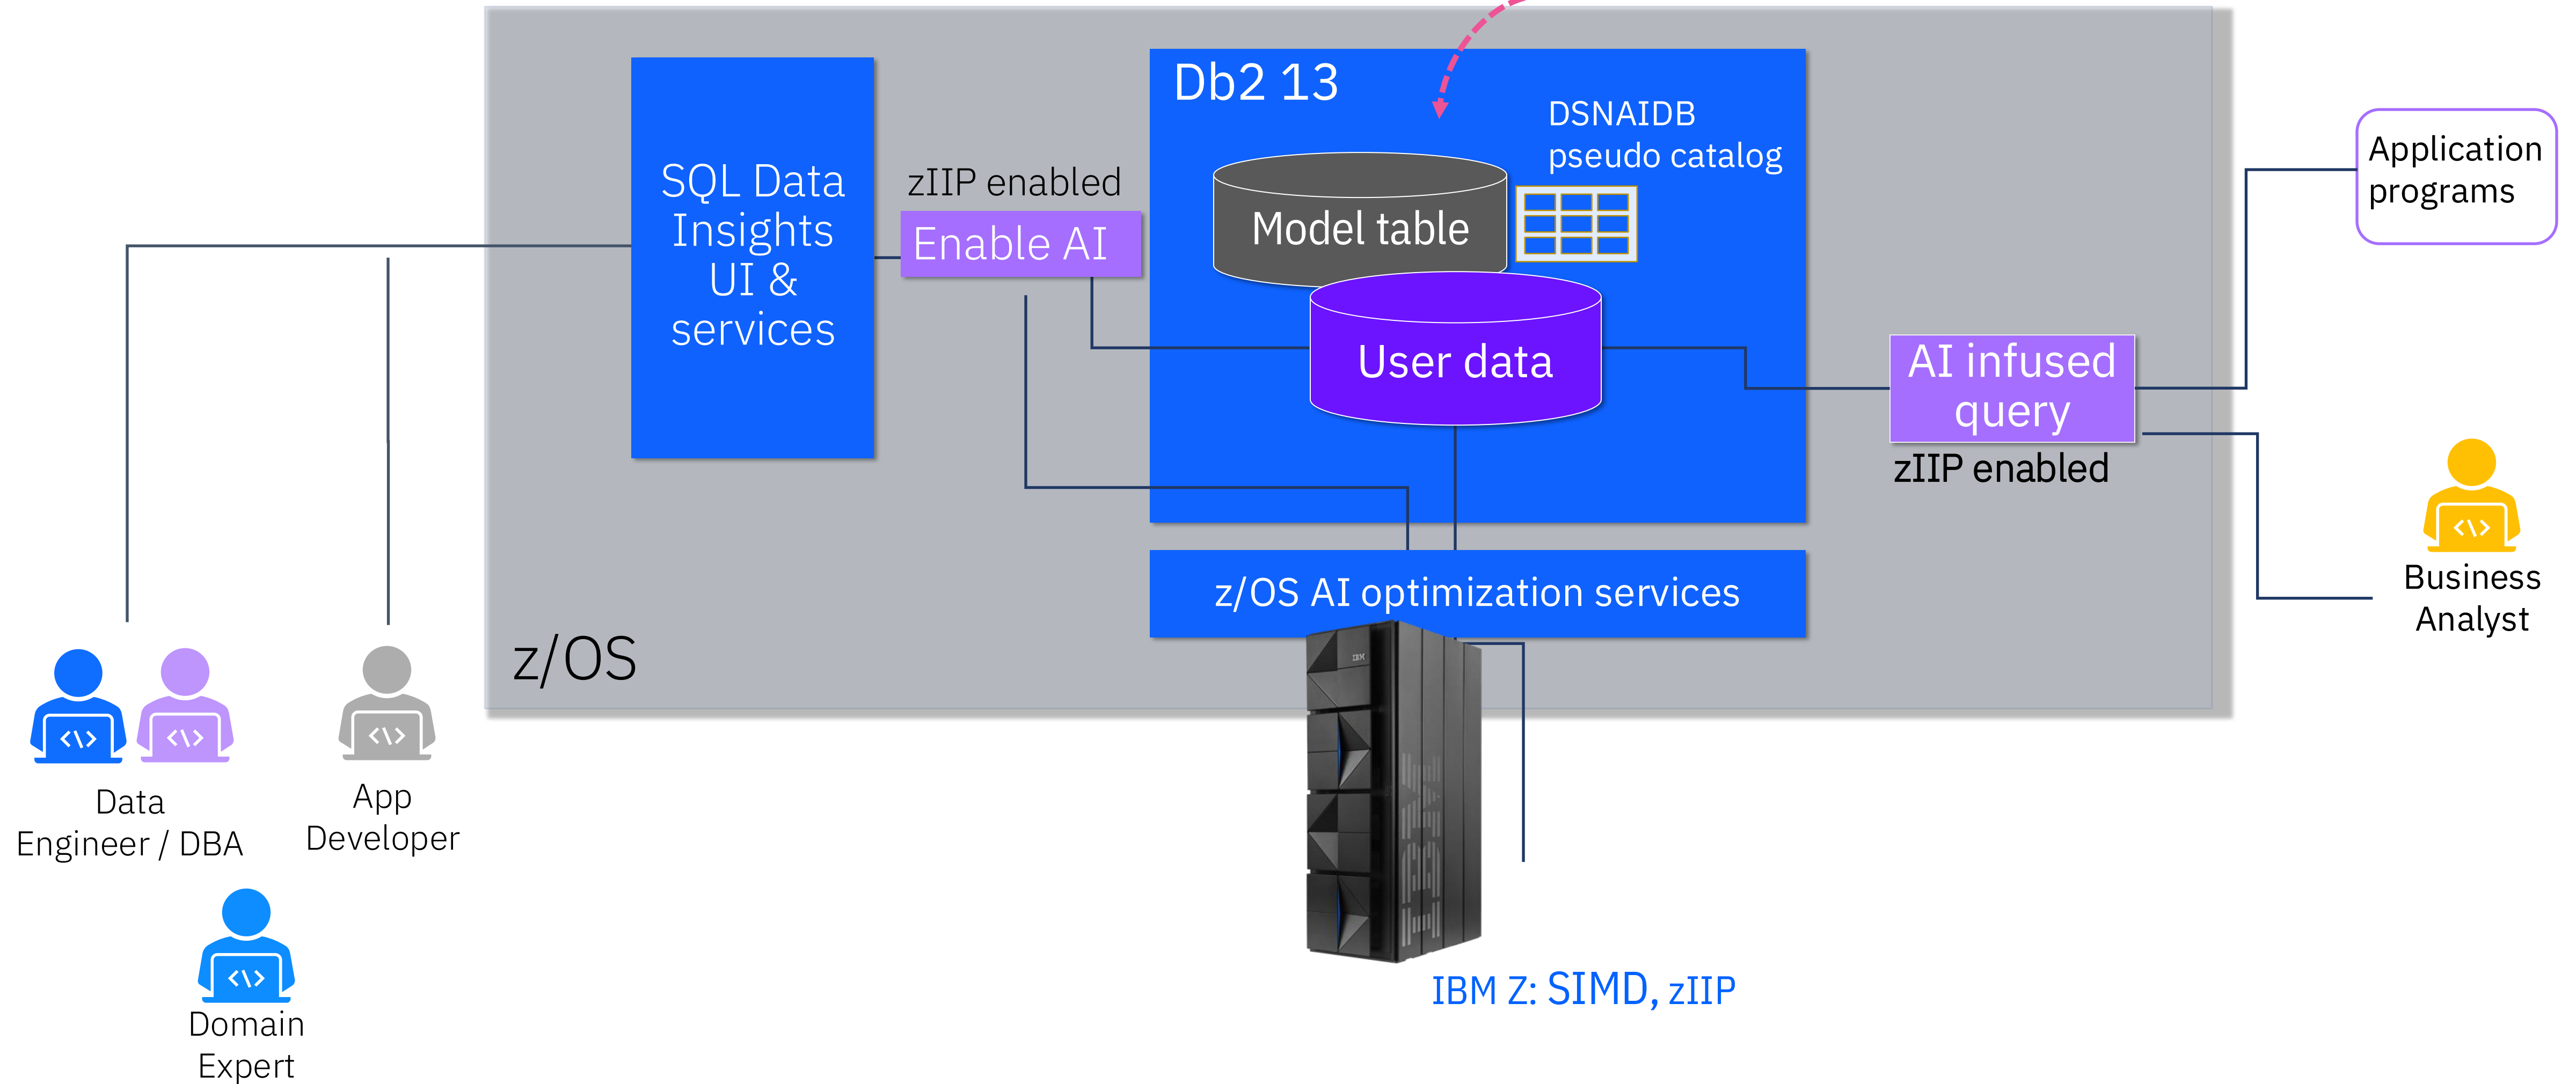 Db2 13
DSNAIDB
pseudo catalog
Application
programs
SQL Data
Insights
UI &
services
zIIP enabled
Enable AI
Model table
User data
AI infused
query
zIIP enabled
Business
Analyst
z/OS AI optimization services
z/OS
IBM
</>
</>
</>
</>
IBM Z
Data
Engineer / DBA
App
Developer
</>
Domain
Expert
IBM Z: SIMD, zIIP